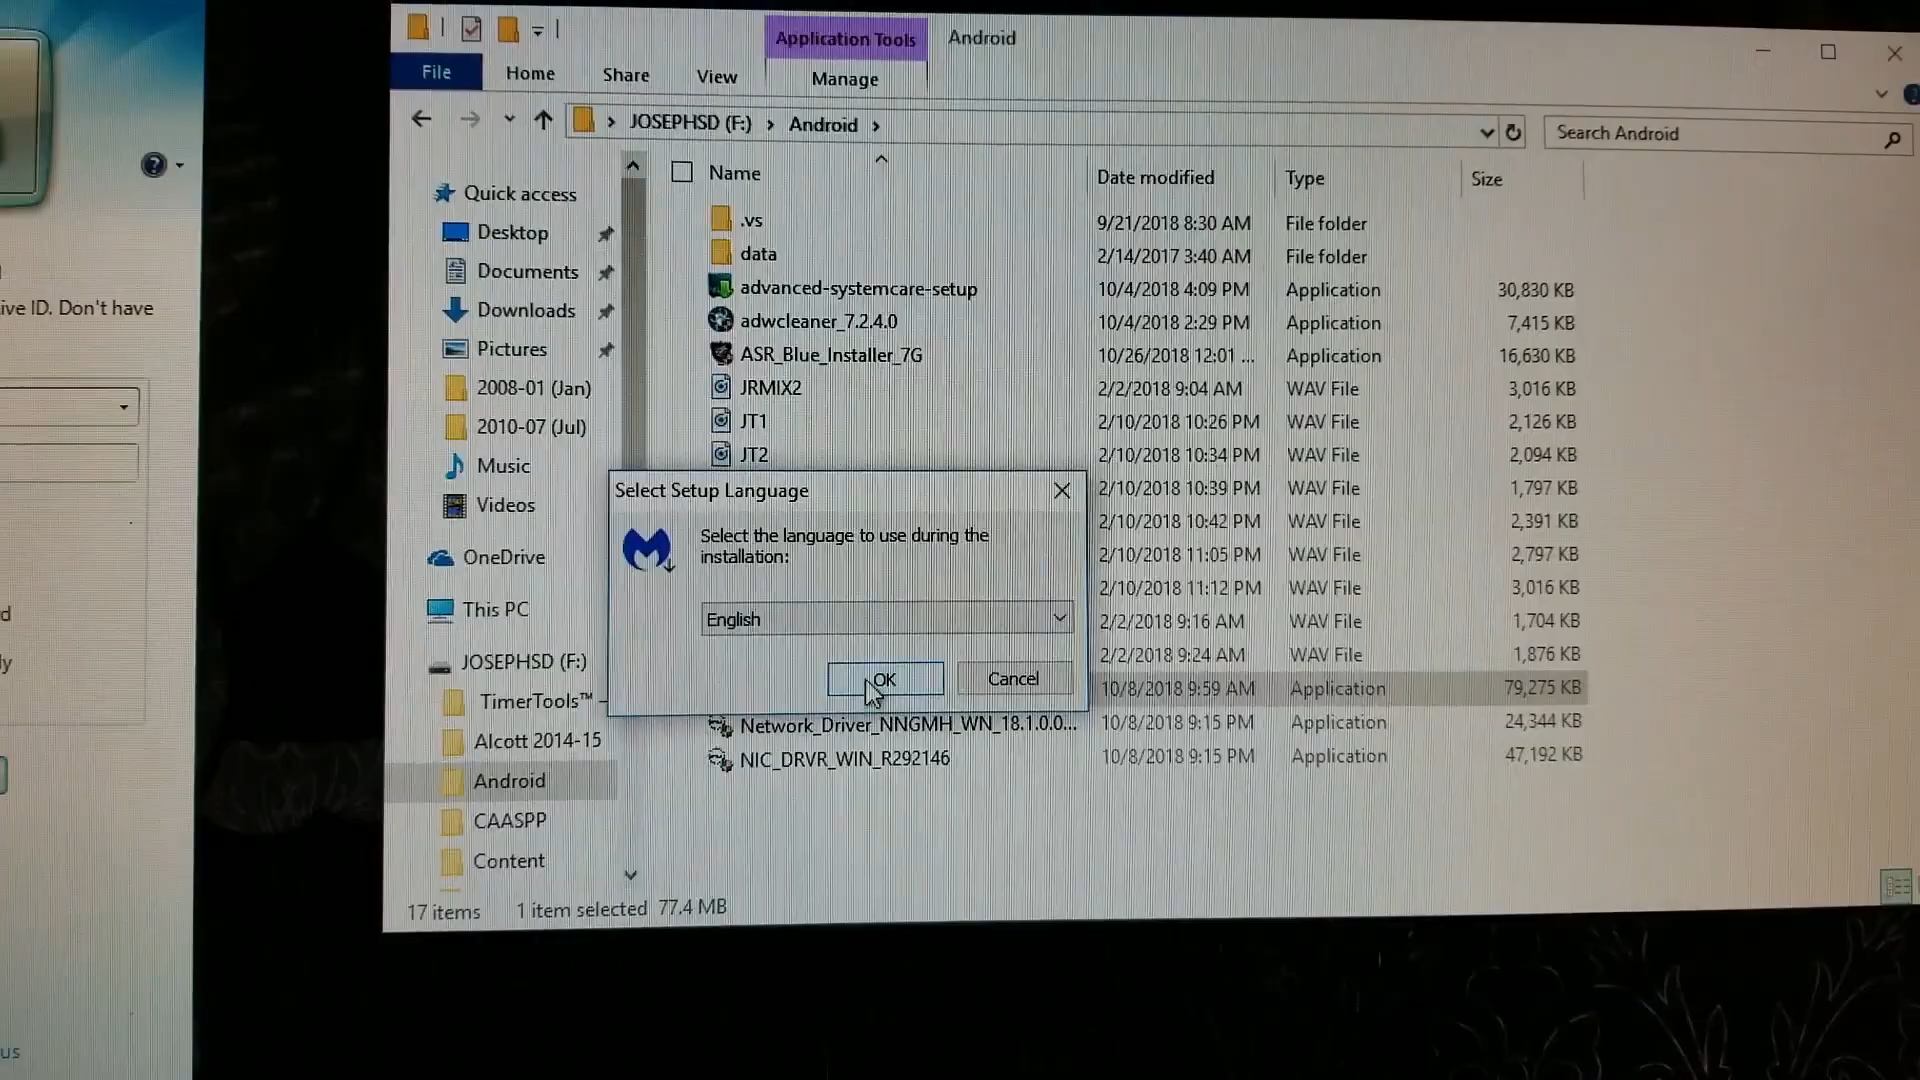 Application Tools
Android
File
Home
Share
View
Manage
JOSEPHSD (F:)
Android
Search Android
Name
Date modified
Type
Size
Quick access
Desktop
Documents
Downloads
Pictures
2008-01 (Jan)
2010-07 (Jul)
Music
Videos
OneDrive
This PC
JOSEPHSD (F:)
TimerTools™ -
Alcott 2014-15
Android
CAASPP
Content
.vs 9/21/2018 8:30 AM File folder
data 2/14/2017 3:40 AM File folder
advanced-systemcare-setup 10/4/2018 4:09 PM Application 30,830 KB
adwcleaner_7.2.4.0 10/4/2018 2:29 PM Application 7,415 KB
ASR_Blue_Installer_7G 10/26/2018 12:01 ... Application 16,630 KB
JRMIX2 2/2/2018 9:04 AM WAV File 3,016 KB
JT1 2/10/2018 10:26 PM WAV File 2,126 KB
JT2 2/10/2018 10:34 PM WAV File 2,094 KB
2/10/2018 10:39 PM WAV File 1,797 KB
2/10/2018 10:42 PM WAV File 2,391 KB
2/10/2018 11:05 PM WAV File 2,797 KB
2/10/2018 11:12 PM WAV File 3,016 KB
2/2/2018 9:16 AM WAV File 1,704 KB
2/2/2018 9:24 AM WAV File 1,876 KB
10/8/2018 9:59 AM Application 79,275 KB
Network_Driver_NNGMH_WN_18.1.0.0... 10/8/2018 9:15 PM Application 24,344 KB
NIC_DRVR_WIN_R292146 10/8/2018 9:15 PM Application 47,192 KB
Select Setup Language
Select the language to use during the
installation:
English
OK
Cancel
17 items
1 item selected 77.4 MB
ive ID. Don't have
d
ly
us